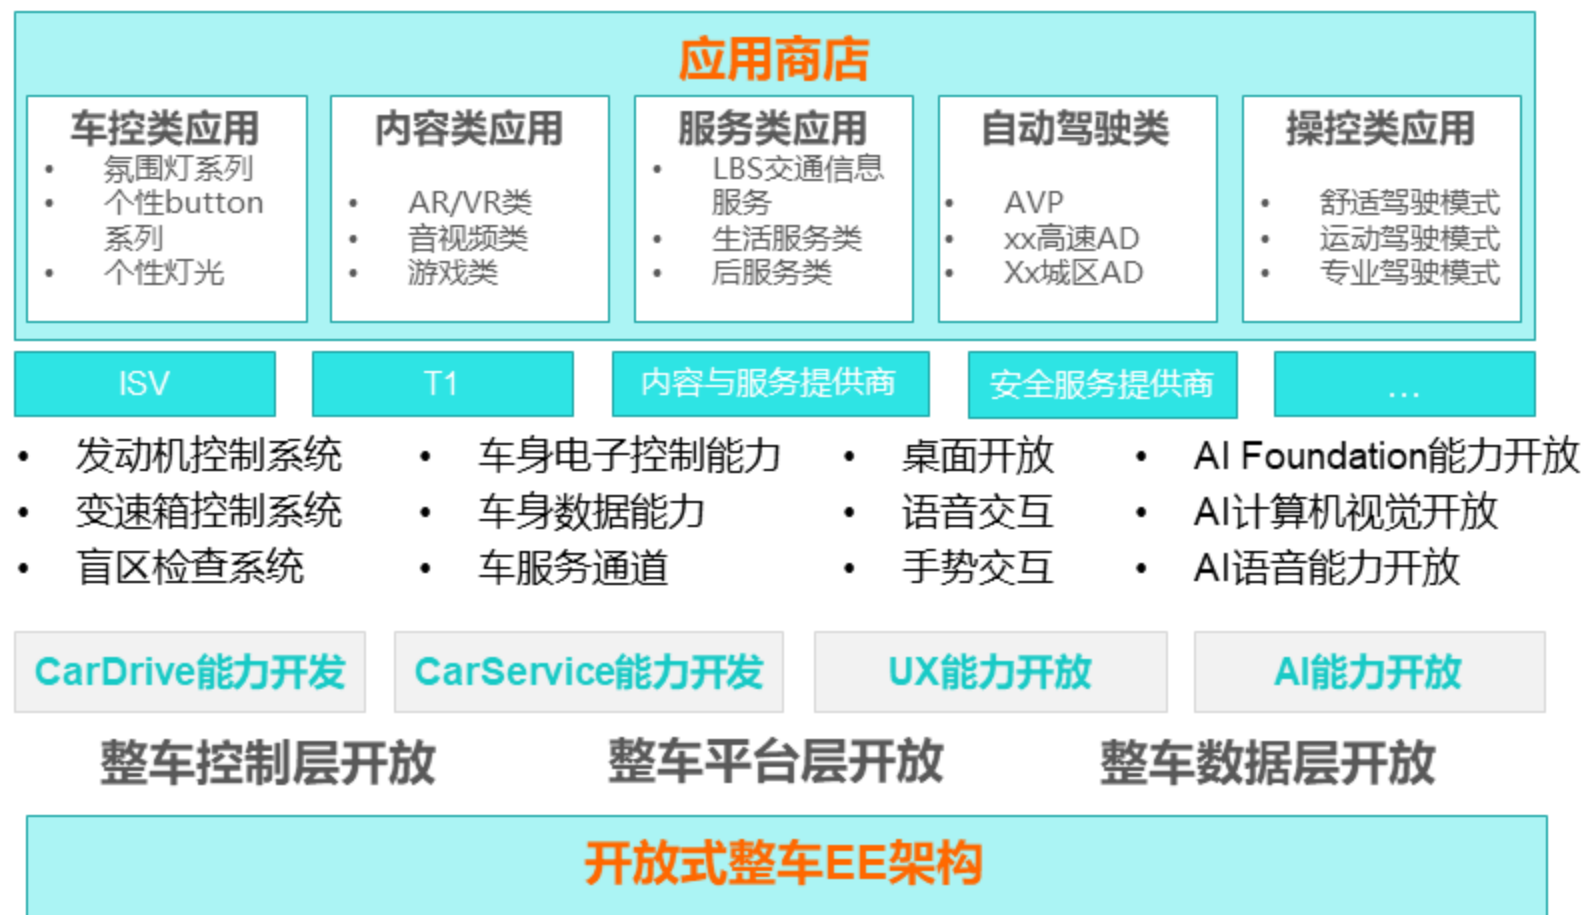 应用商店
车控类应用
• 氛围灯系列
• 个性button
系列
• 个性灯光
内容类应用
• AR/VR类
• 音视频类
• 游戏类
服务类应用
• LBS交通信息
服务
• 生活服务类
• 后服务类
自动驾驶类
• AVP
• xx高速AD
• Xx城区AD
操控类应用
• 舒适驾驶模式
• 运动驾驶模式
• 专业驾驶模式
ISV
T1
内容与服务提供商
安全服务提供商
...
• 发动机控制系统
• 变速箱控制系统
• 盲区检查系统
• 车身电子控制能力
• 车身数据能力
• 车服务通道
• 桌面开放
• 语音交互
• 手势交互
• AI Foundation能力开放
• AI计算机视觉开放
• AI语音能力开放
CarDrive能力开发
CarService能力开发
UX能力开放
AI能力开放
整车控制层开放
整车平台层开放
整车数据层开放
开放式整车EE架构